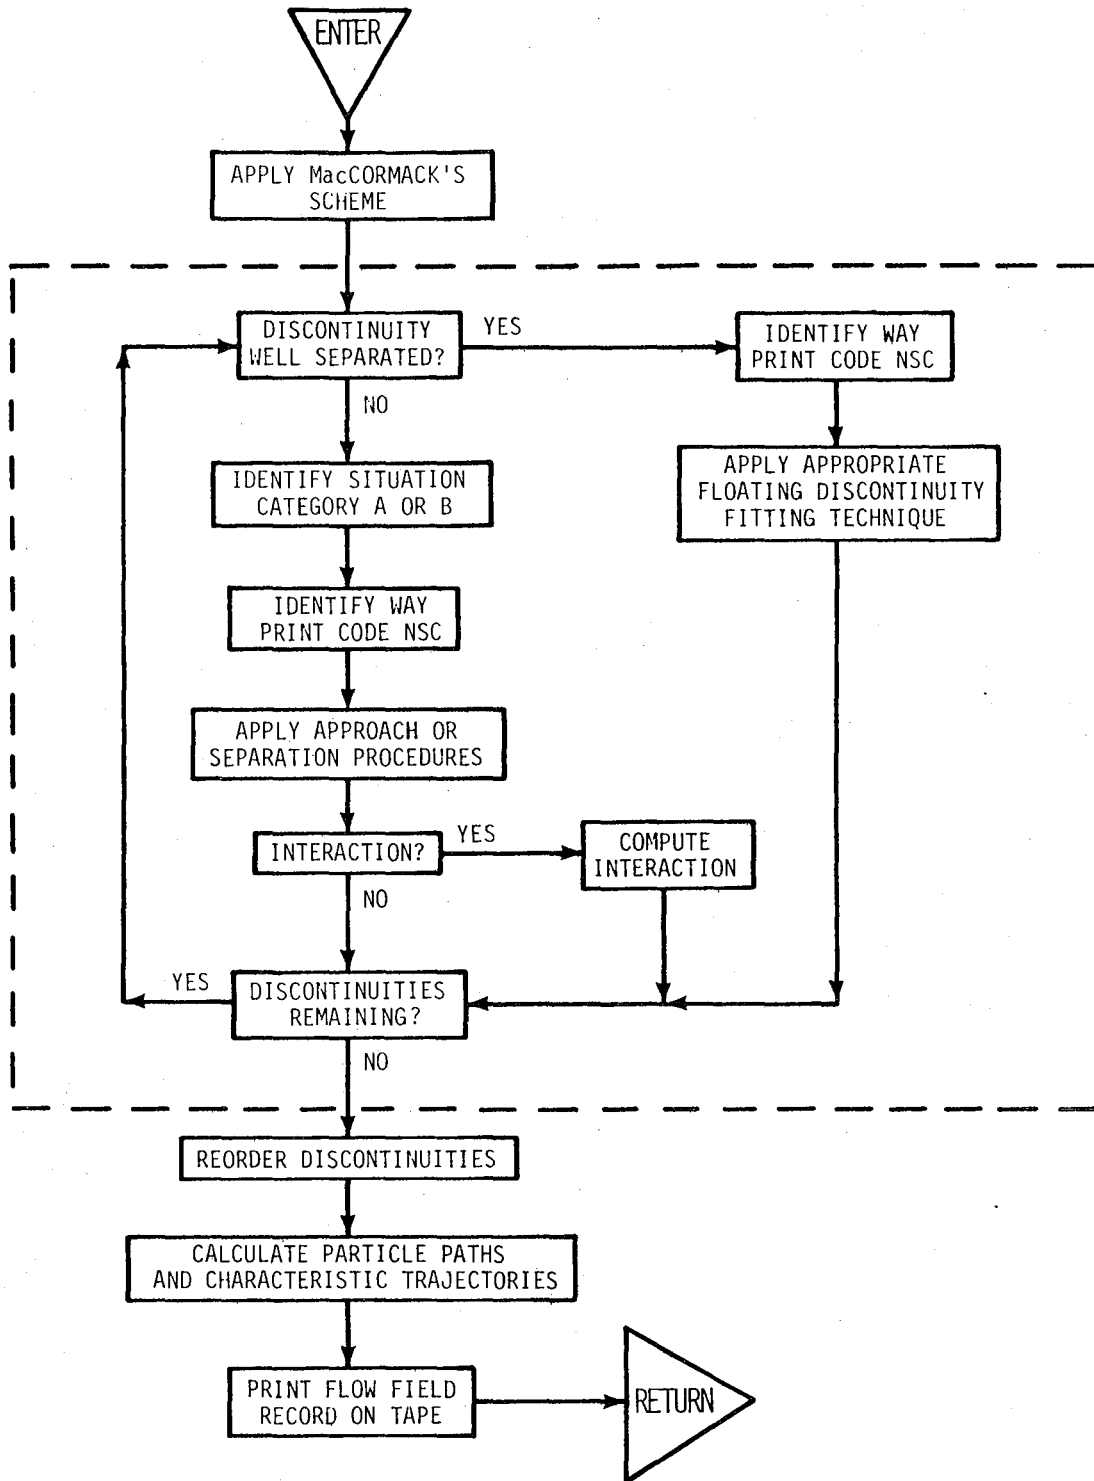 ENTER
APPLY MacCORMACK'S
SCHEME
DISCONTINUITY
WELL SEPARATED?
YES
IDENTIFY WAY
PRINT CODE NSC
NO
APPLY APPROPRIATE
FLOATING DISCONTINUITY
FITTING TECHNIQUE
IDENTIFY SITUATION
CATEGORY A OR B
IDENTIFY WAY
PRINT CODE NSC
APPLY APPROACH OR
SEPARATION PROCEDURES
INTERACTION?
YES
COMPUTE
INTERACTION
NO
YES
DISCONTINUITIES
REMAINING?
NO
REORDER DISCONTINUITIES
CALCULATE PARTICLE PATHS
AND CHARACTERISTIC TRAJECTORIES
PRINT FLOW FIELD
RECORD ON TAPE
RETURN